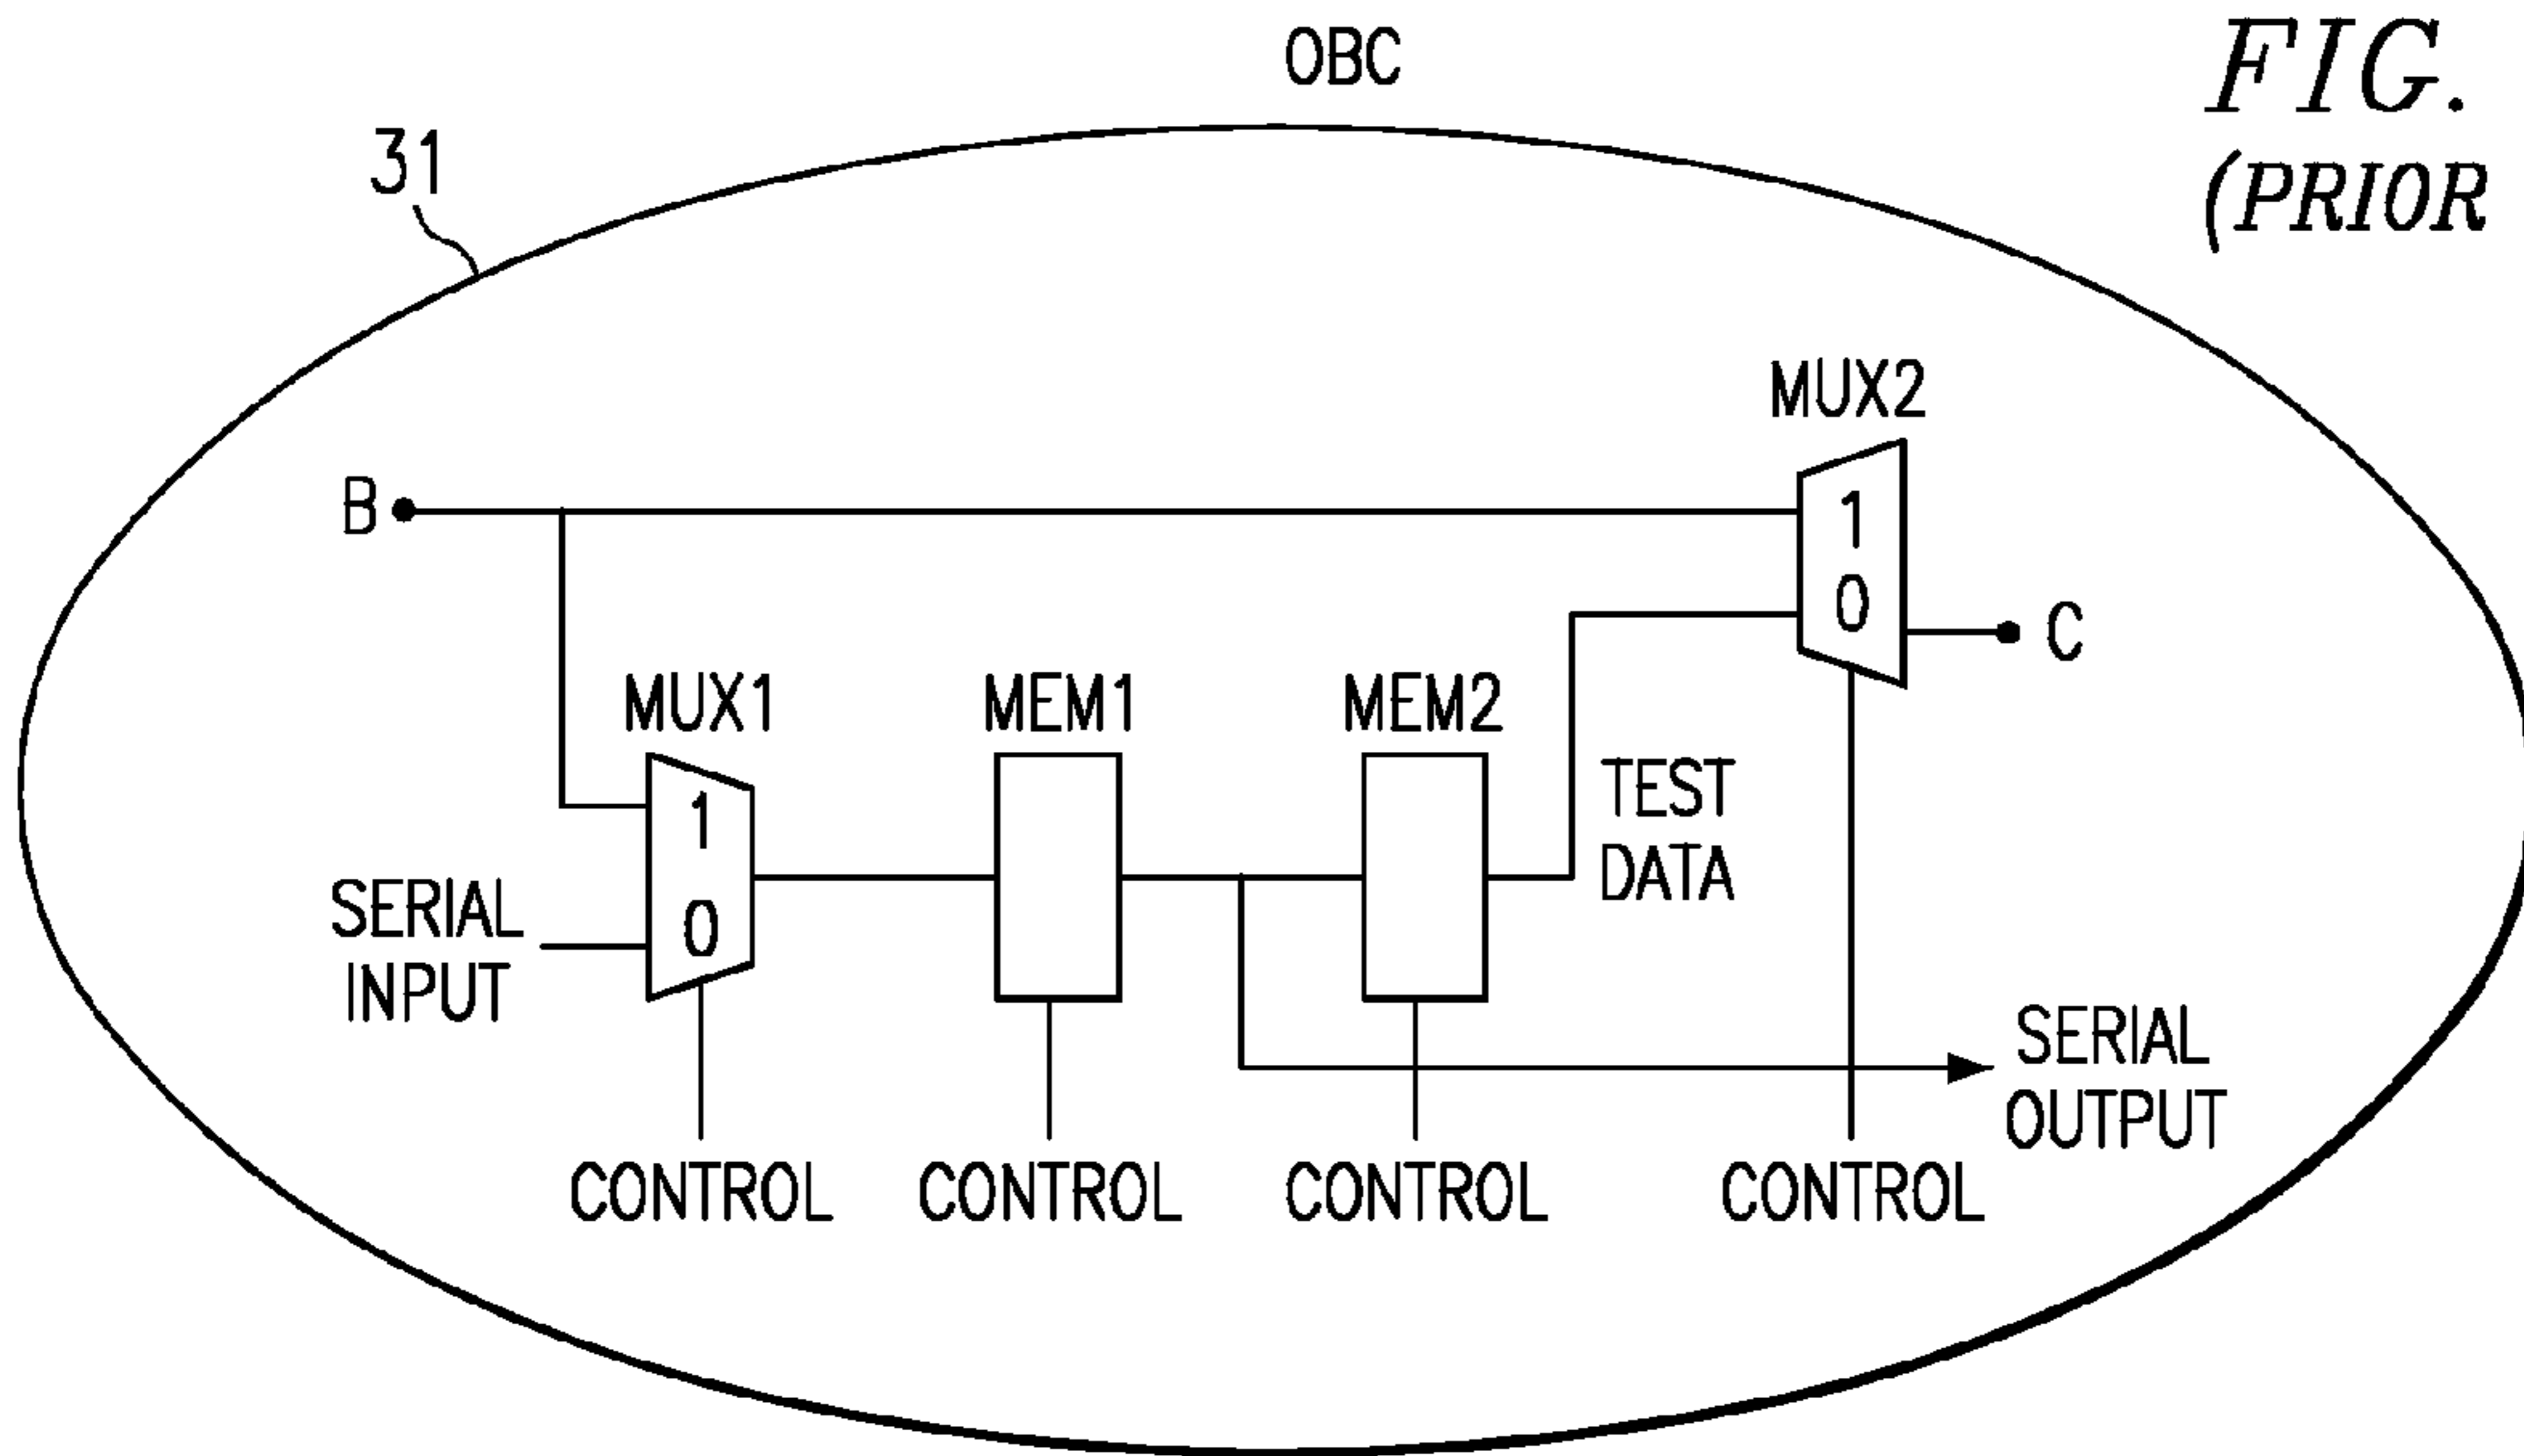 OBC
FIG.
(PRIOR
31
MUX2
B
1
0
C
MUX1
MEM1
MEM2
1
0
TEST
DATA
SERIAL
INPUT
SERIAL
OUTPUT
CONTROL
CONTROL
CONTROL
CONTROL